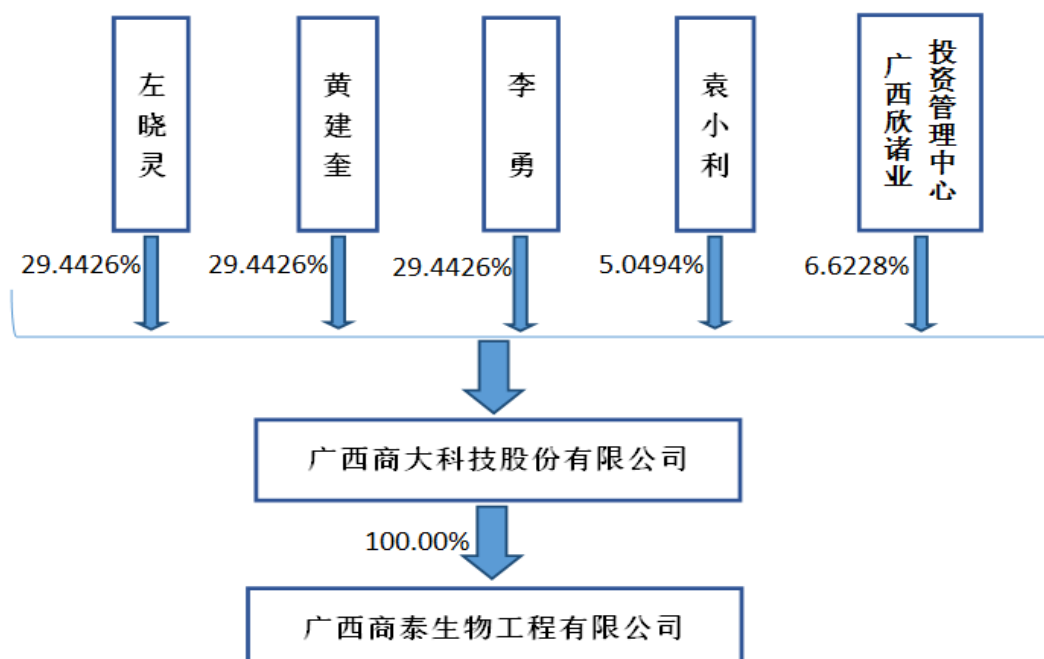 左晓灵
黄建奎
李勇
袁小利
广西欣诸业
投资管理中心
29.4426%
29.4426%
29.4426%
5.0494%
6.6228%
广西商大科技股份有限公司
100.00%
广西商泰生物工程有限公司